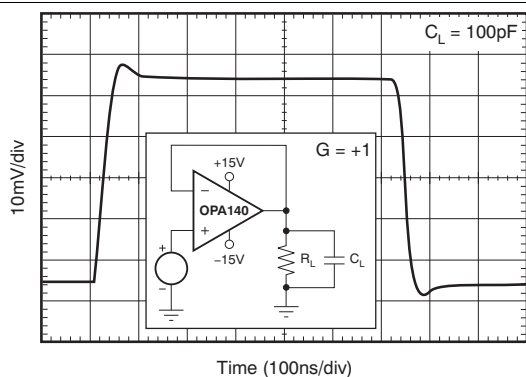 C_L = 100pF
10mV/div
G = +1
+15V
−
OPA140
+
+
−15V
R_L
C_L
−
Time (100ns/div)